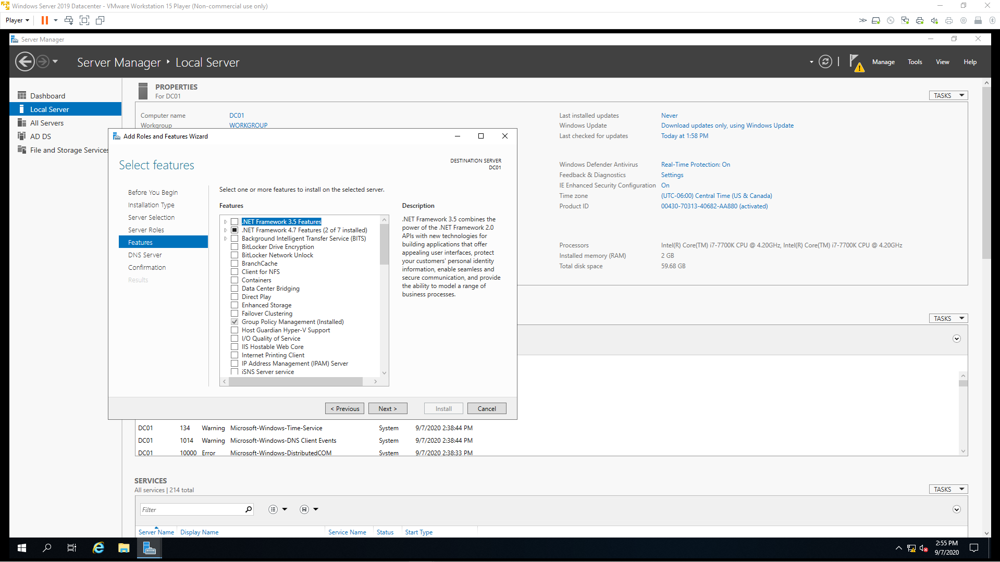 Windows Server 2019 Datacenter - VMware Workstation 15 Player (Non-commercial use only)
Player
Server Manager
Server Manager ‣ Local Server
Manage Tools View Help
Dashboard
Local Server
All Servers
AD DS
File and Storage Services
PROPERTIES
For DC01
TASKS
Computer name DC01
Workgroup WORKGROUP
Last installed updates Never
Windows Update Download updates only, using Windows Update
Last checked for updates Today at 1:58 PM
Windows Defender Antivirus Real-Time Protection: On
Feedback & Diagnostics Settings
IE Enhanced Security Configuration On
Time zone (UTC-06:00) Central Time (US & Canada)
Product ID 00430-70313-40682-AA880 (activated)
Processors Intel(R) Core(TM) i7-7700K CPU @ 4.20GHz, Intel(R) Core(TM) i7-7700K CPU @ 4.20GHz
Installed memory (RAM) 2 GB
Total disk space 59.68 GB
Add Roles and Features Wizard
Select features
DESTINATION SERVER
DC01
Before You Begin
Installation Type
Server Selection
Server Roles
Features
DNS Server
Confirmation
Results
Select one or more features to install on the selected server.
Features
.NET Framework 3.5 Features
.NET Framework 4.7 Features (2 of 7 installed)
Background Intelligent Transfer Service (BITS)
BitLocker Drive Encryption
BitLocker Network Unlock
BranchCache
Client for NFS
Containers
Data Center Bridging
Direct Play
Enhanced Storage
Failover Clustering
Group Policy Management (Installed)
Host Guardian Hyper-V Support
I/O Quality of Service
IIS Hostable Web Core
Internet Printing Client
IP Address Management (IPAM) Server
iSNS Server service
Description
.NET Framework 3.5 combines the
power of the .NET Framework 2.0
APIs with new technologies for
building applications that offer
appealing user interfaces, protect
your customers' personal identity
information, enable seamless and
secure communication, and provide
the ability to model a range of
business processes.
< Previous Next > Install Cancel
TASKS
DC01 134 Warning Microsoft-Windows-Time-Service System 9/7/2020 2:38:44 PM
DC01 1014 Warning Microsoft-Windows-DNS Client Events System 9/7/2020 2:38:44 PM
DC01 10000 Error Microsoft-Windows-DistributedCOM System 9/7/2020 2:38:33 PM
SERVICES
All services | 214 total
TASKS
Filter
Server Name Display Name Service Name Status Start Type
2:55 PM
9/7/2020